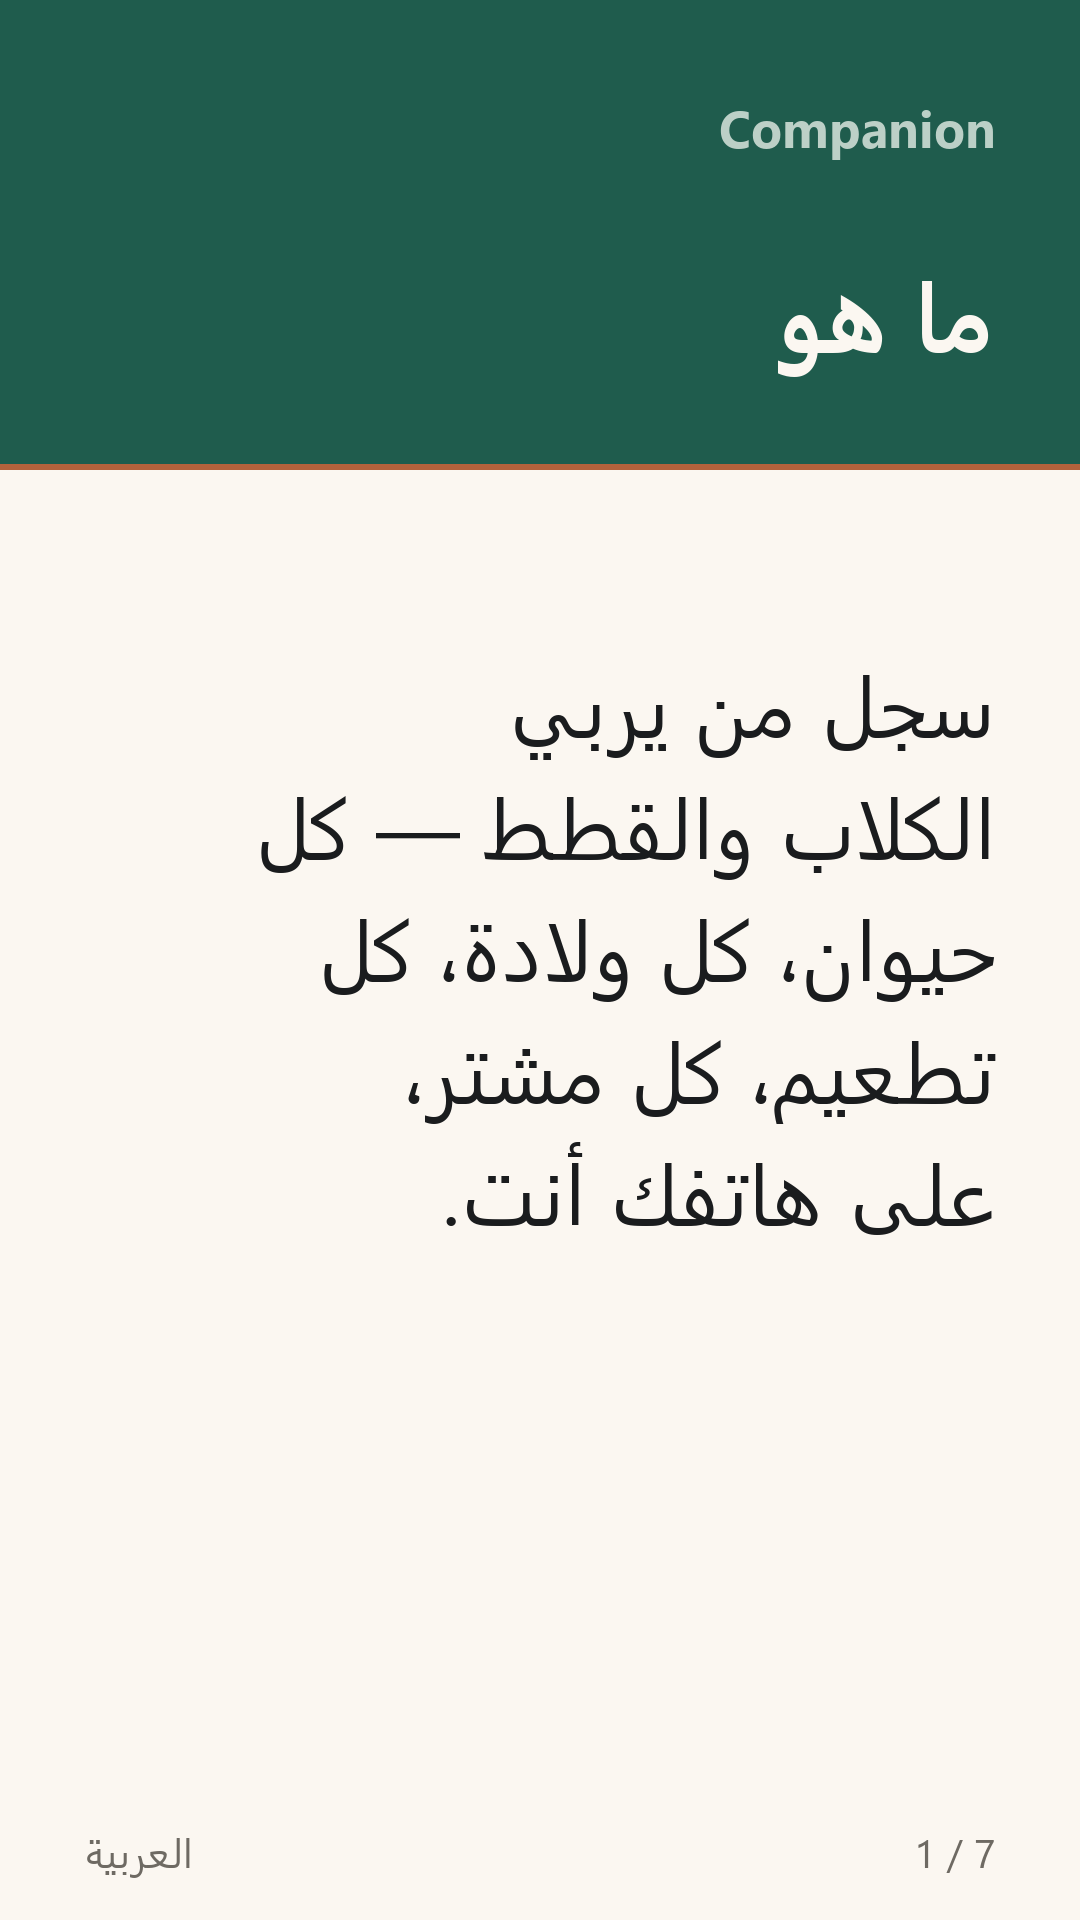 Companion
ما هو
سجل من يربي
الكلاب والقطط — كل
حيوان، كل ولادة، كل
تطعيم، كل مشتر،
على هاتفك أنت.
1 / 7
العربية